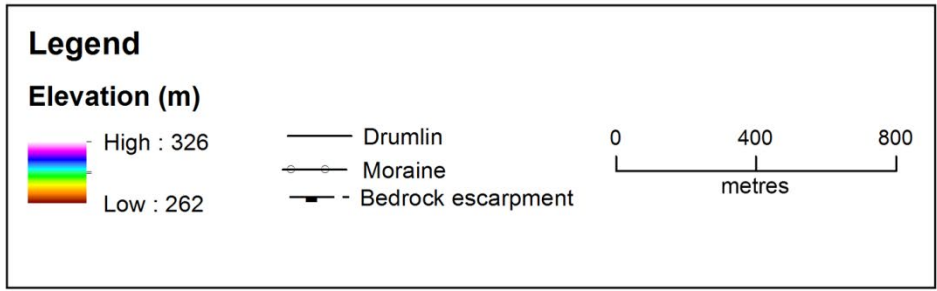 Legend
Elevation (m)
High : 326
Low : 262
Drumlin
Moraine
Bedrock escarpment
0 400 800
metres